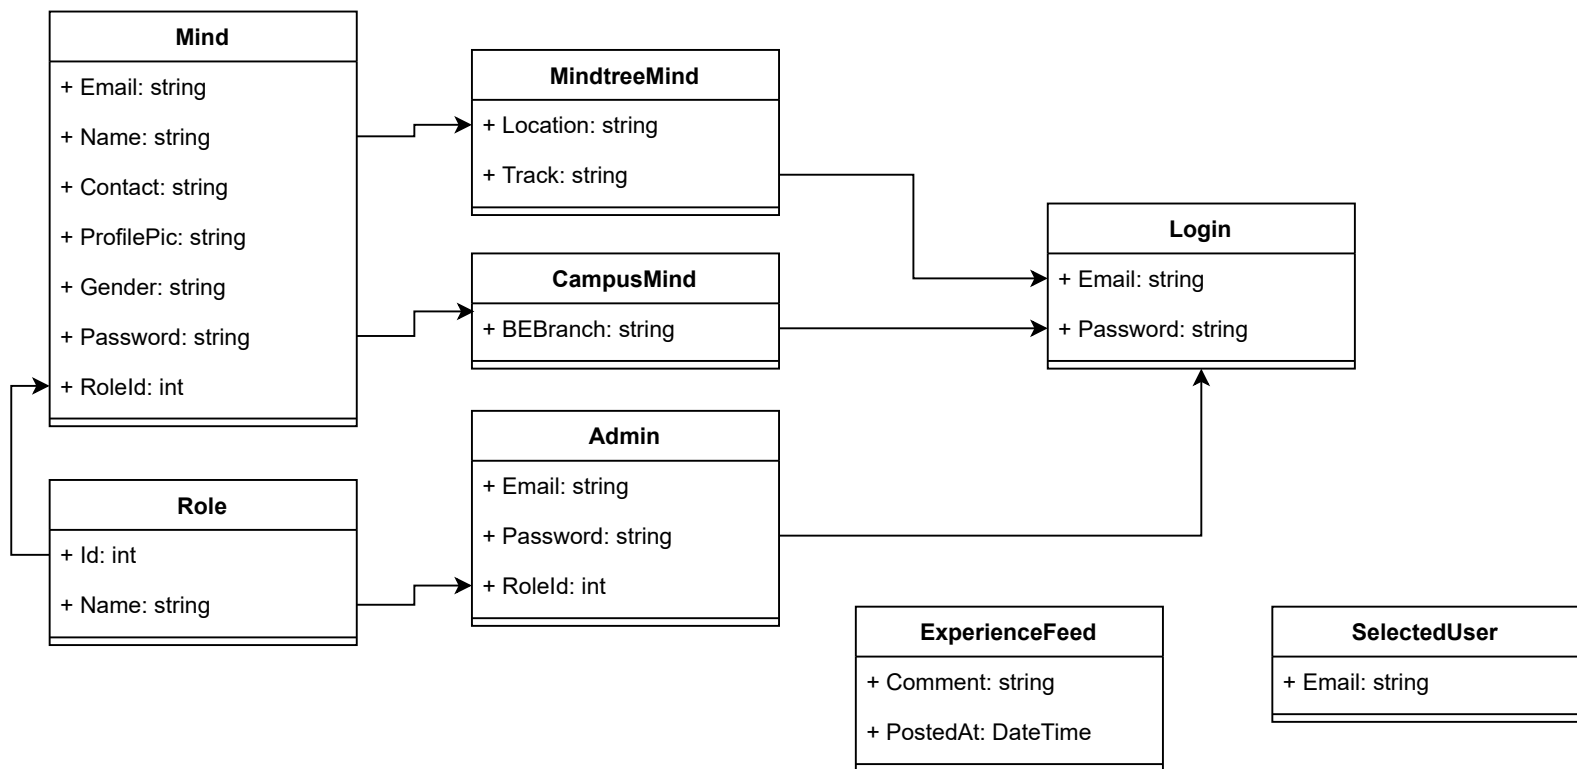 Mind
+ Email: string
+ Name: string
+ Contact: string
+ ProfilePic: string
+ Gender: string
+ Password: string
+ RoleId: int
MindtreeMind
+ Location: string
+ Track: string
CampusMind
+ BEBranch: string
Login
+ Email: string
+ Password: string
Role
+ Id: int
+ Name: string
Admin
+ Email: string
+ Password: string
+ RoleId: int
ExperienceFeed
+ Comment: string
+ PostedAt: DateTime
SelectedUser
+ Email: string